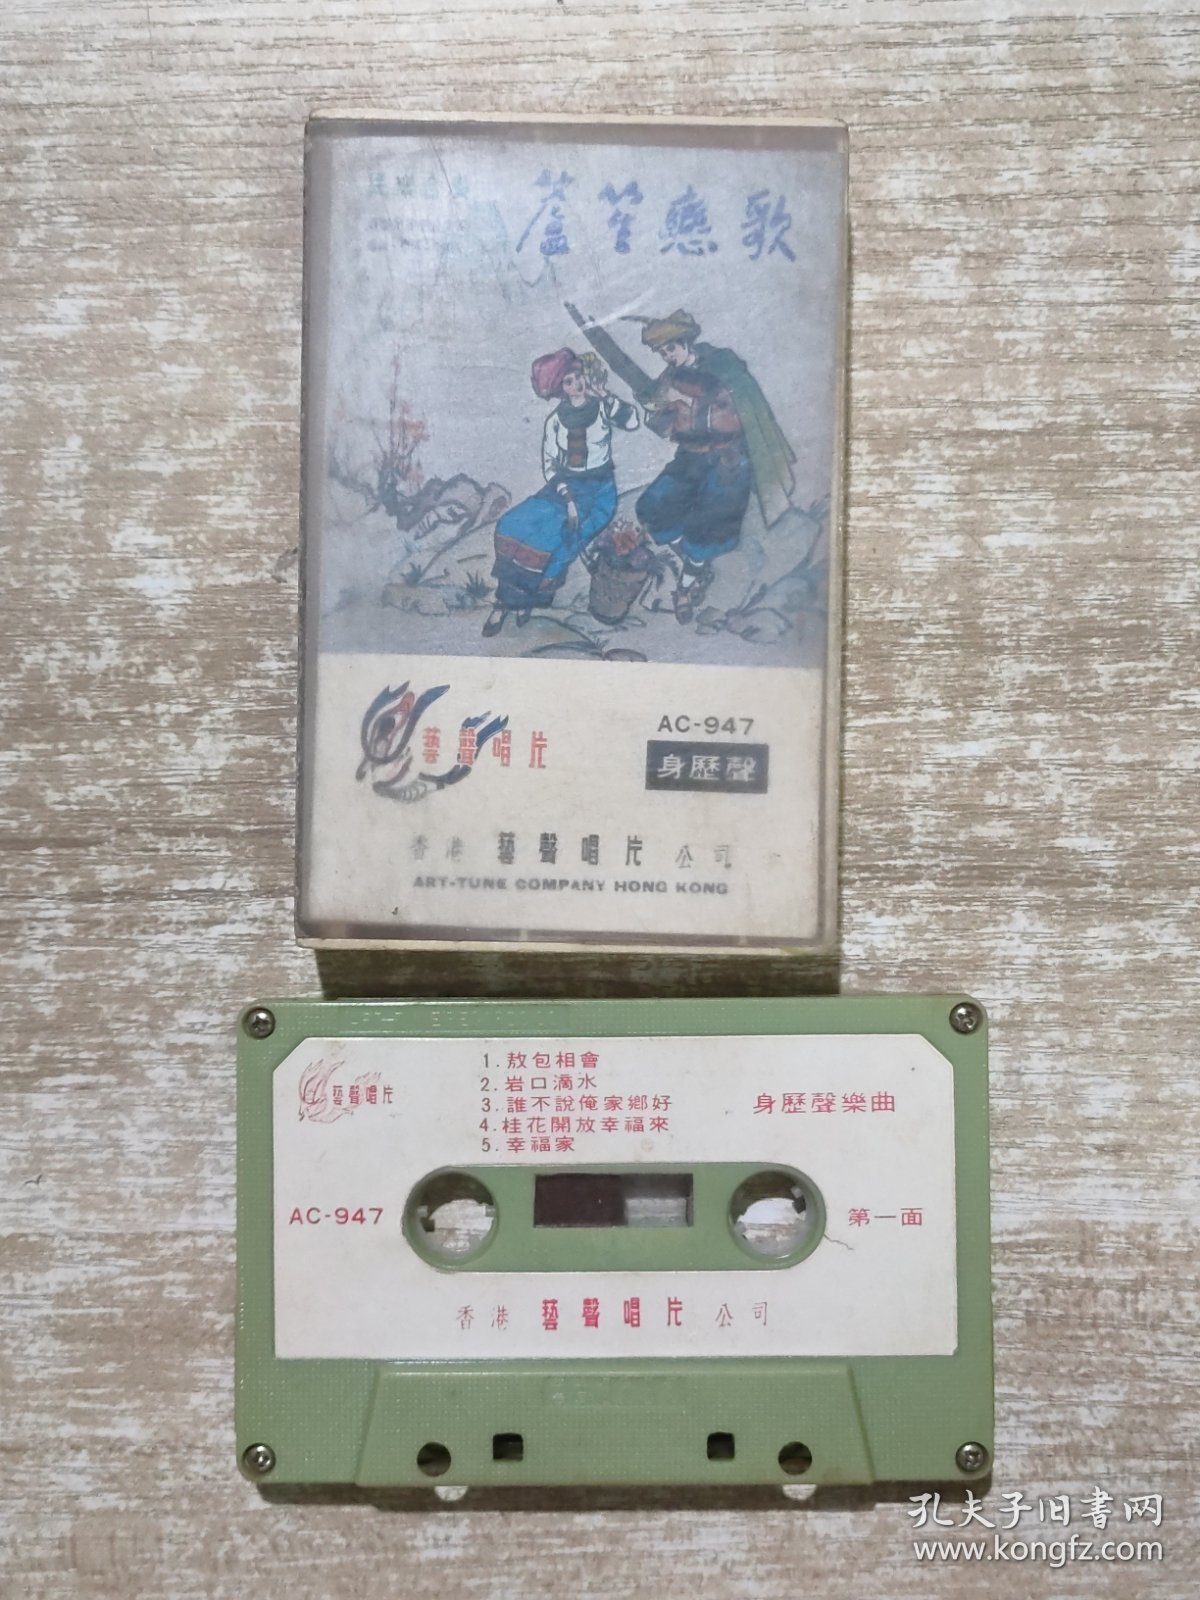 民樂合奏
蘆笙戀歌
藝聲唱片
AC-947
身歷聲
香港 藝聲唱片 公司
ART-TUNE COMPANY HONG KONG
藝聲唱片
1. 敖包相會
2. 岩口滴水
3. 誰不說俺家鄉好
4. 桂花開放幸福來
5. 幸福家
身歷聲樂曲
AC-947
第一面
香港 藝聲唱片 公司
孔夫子旧书网
www.kongfz.com